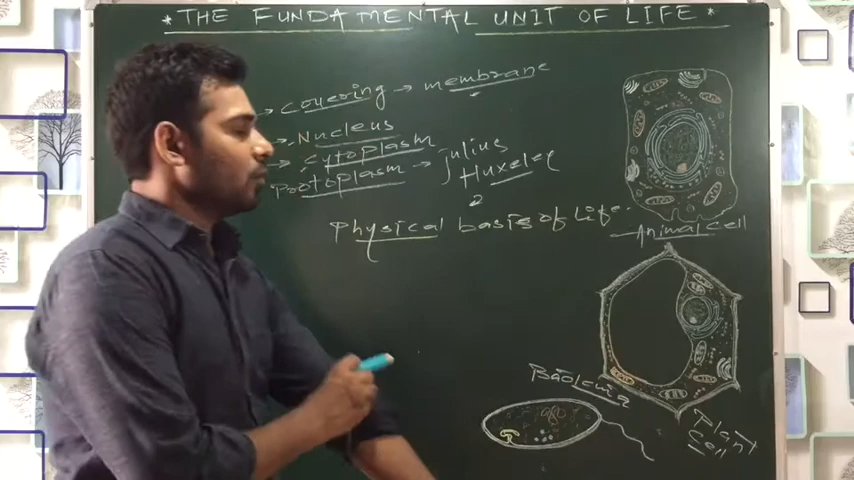 * THE FUNDAMENTAL UNIT OF LIFE *
→ covering → membrane
→ Nucleus
→ Cytoplasm
Protoplasm → Julius
Huxeley
Physical basis of Life.
Animal cell
Bacteria
Plant
Cell